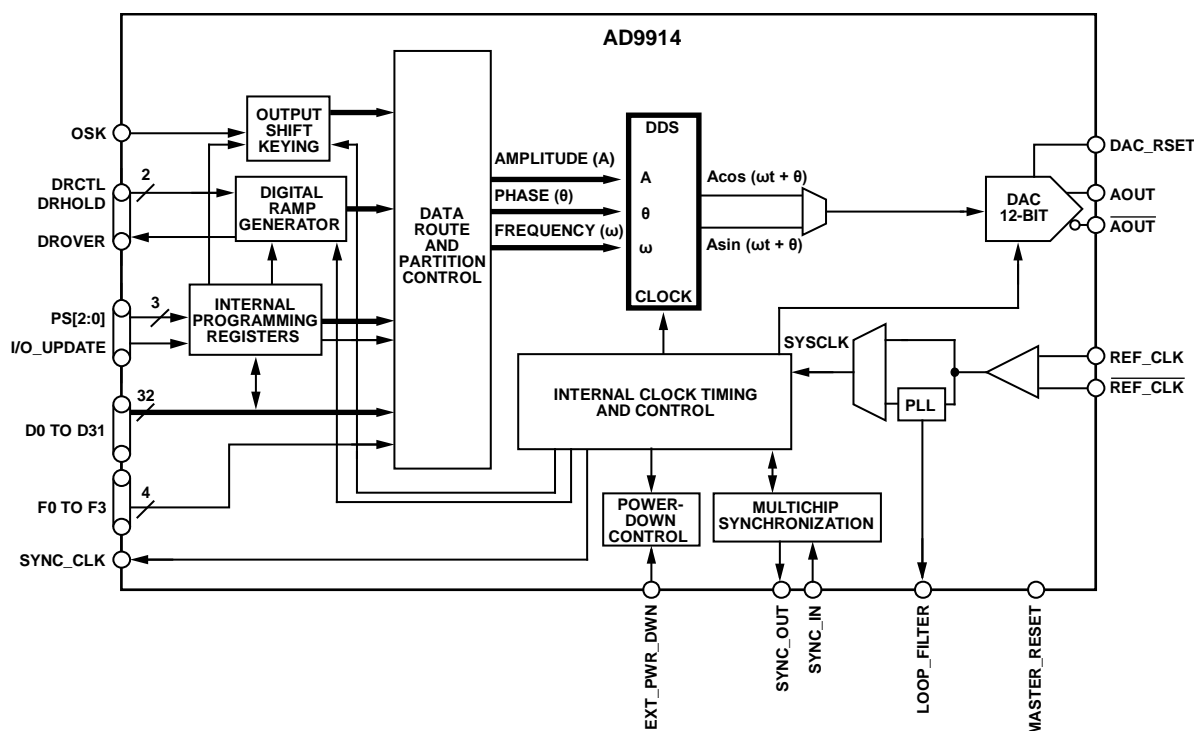 AD9914
OSK
OUTPUT
SHIFT
KEYING
DRCTL
DRHOLD
2
DROVER
DIGITAL
RAMP
GENERATOR
PS[2:0]
3
I/O_UPDATE
INTERNAL
PROGRAMMING
REGISTERS
32
D0 TO D31
4
F0 TO F3
SYNC_CLK
DATA
ROUTE
AND
PARTITION
CONTROL
AMPLITUDE (A)
PHASE (θ)
FREQUENCY (ω)
DDS
A
θ
ω
CLOCK
Acos (ωt + θ)
Asin (ωt + θ)
DAC
12-BIT
DAC_RSET
AOUT
AOUT
SYSCLK
PLL
REF_CLK
REF_CLK
INTERNAL CLOCK TIMING
AND CONTROL
POWER-
DOWN
CONTROL
MULTICHIP
SYNCHRONIZATION
EXT_PWR_DWN
SYNC_OUT
SYNC_IN
LOOP_FILTER
MASTER_RESET